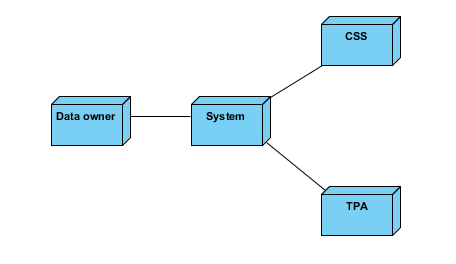 CSS
Data owner
System
TPA